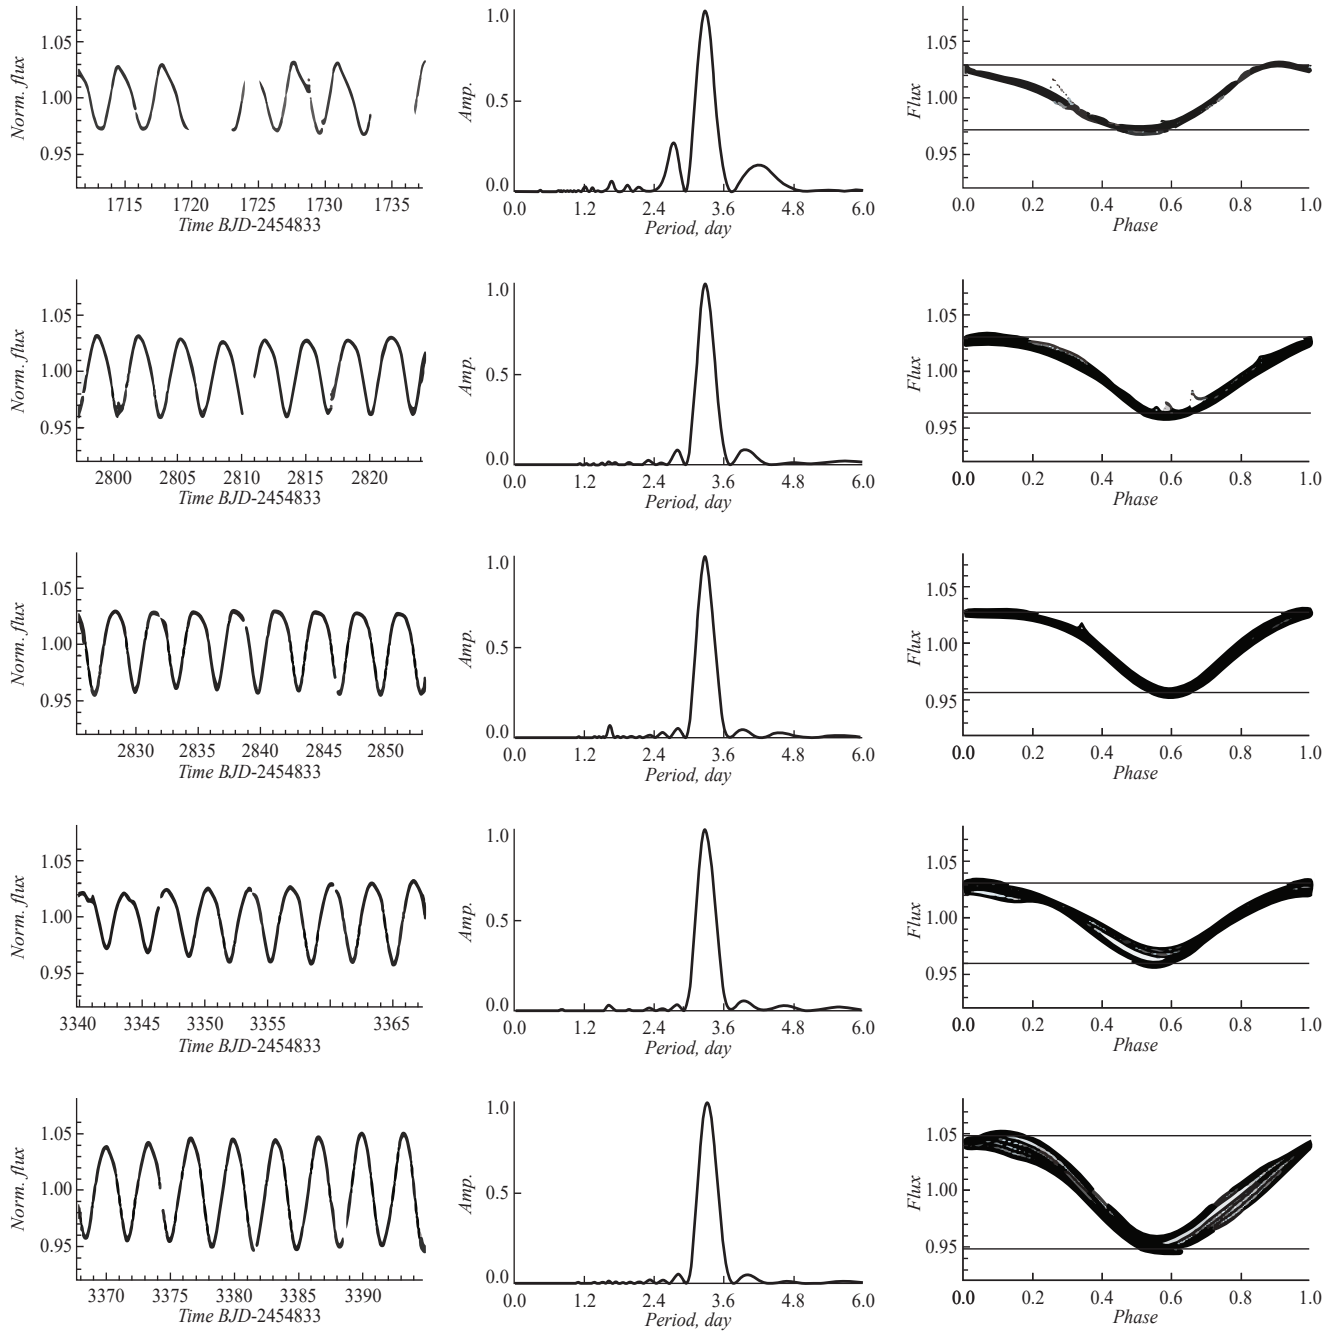 1.05 1.00 0.95
Norm. flux
1715 1720 1725 1730 1735
Time BJD-2454833
1.0 0.5 0.0
Amp.
0.0 1.2 2.4 3.6 4.8 6.0
Period, day
1.05 1.00 0.95
Flux
0.0 0.2 0.4 0.6 0.8 1.0
Phase
1.05 1.00 0.95
Norm. flux
2800 2805 2810 2815 2820
Time BJD-2454833
1.0 0.5 0.0
Amp.
0.0 1.2 2.4 3.6 4.8 6.0
Period, day
1.05 1.00 0.95
Flux
0.0 0.2 0.4 0.6 0.8 1.0
Phase
1.05 1.00 0.95
Norm. flux
2830 2835 2840 2845 2850
Time BJD-2454833
1.0 0.5 0.0
Amp.
0.0 1.2 2.4 3.6 4.8 6.0
Period, day
1.05 1.00 0.95
Flux
0.0 0.2 0.4 0.6 0.8 1.0
Phase
1.05 1.00 0.95
Norm. flux
3340 3345 3350 3355 3365
Time BJD-2454833
1.0 0.5 0.0
Amp.
0.0 1.2 2.4 3.6 4.8 6.0
Period, day
1.05 1.00 0.95
Flux
0.0 0.2 0.4 0.6 0.8 1.0
Phase
1.05 1.00 0.95
Norm. flux
3370 3375 3380 3385 3390
Time BJD-2454833
1.0 0.5 0.0
Amp.
0.0 1.2 2.4 3.6 4.8 6.0
Period, day
1.05 1.00 0.95
Flux
0.0 0.2 0.4 0.6 0.8 1.0
Phase